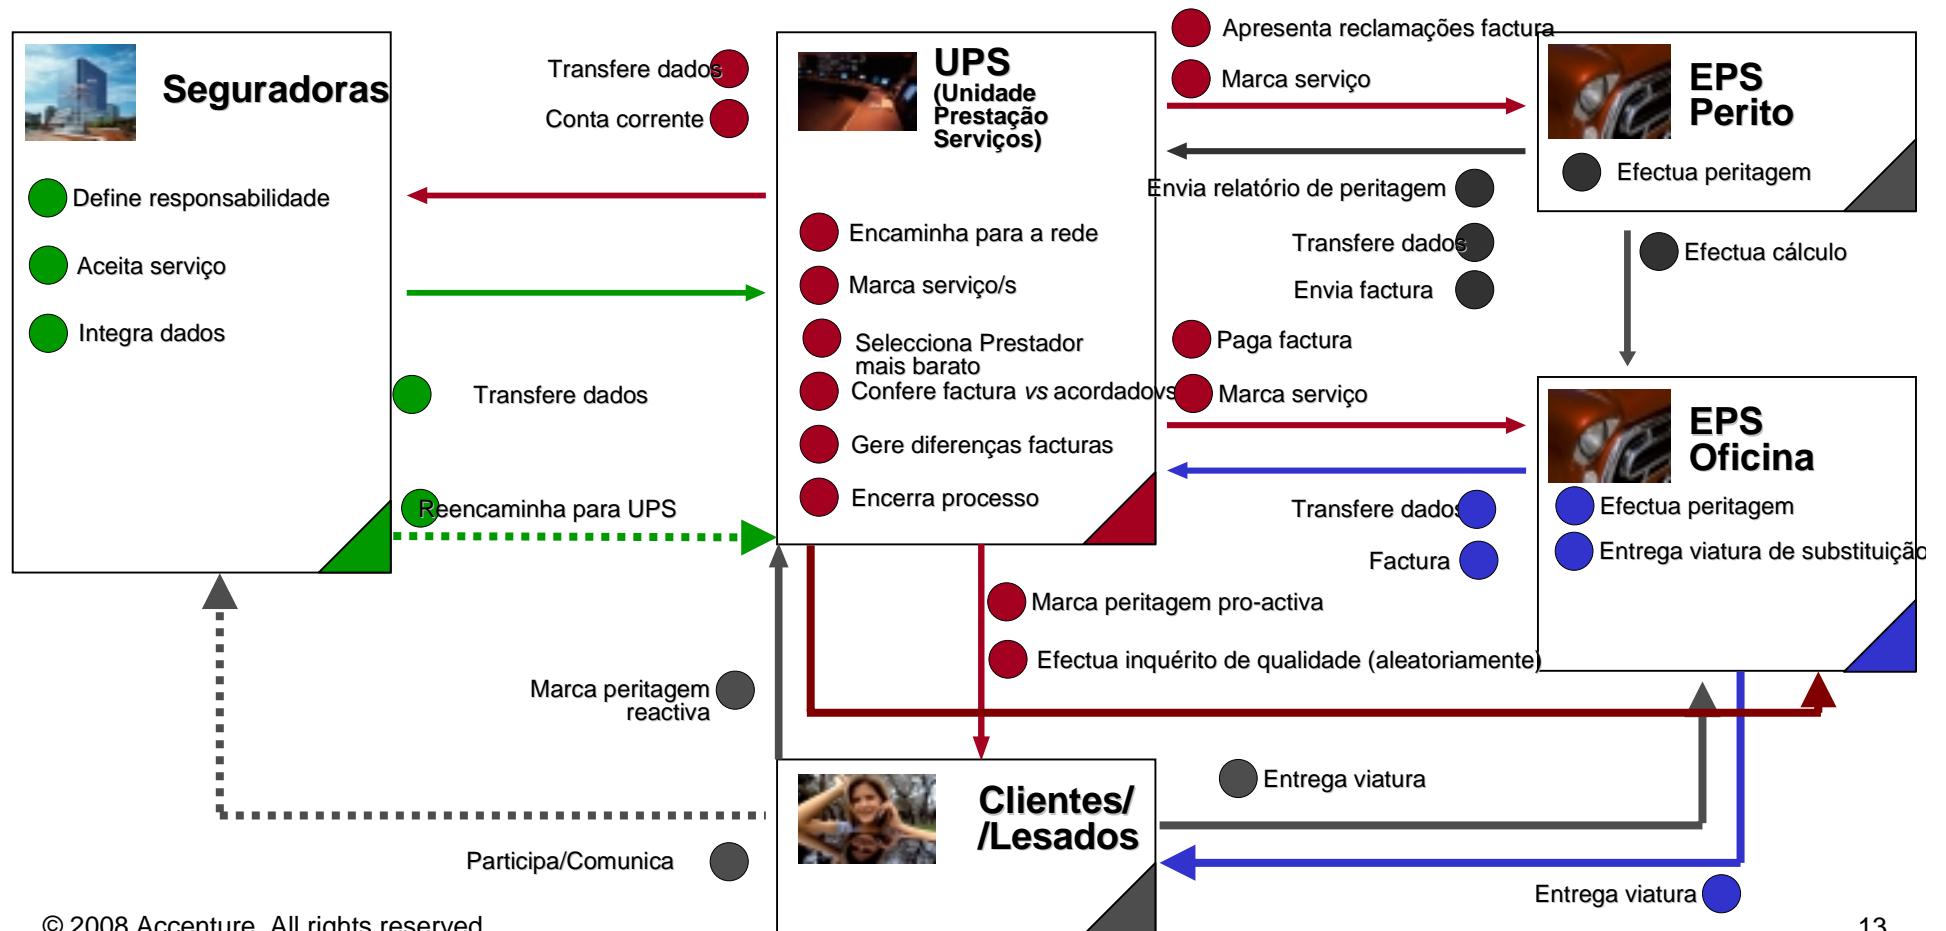 Seguradoras
Define responsabilidade
Aceita serviço
Integra dados
Transfere dados
Conta corrente
Transfere dados
Reencaminha para UPS
UPS
(Unidade
Prestação
Serviços)
Encaminha para a rede
Marca serviço/s
Selecciona Prestador
mais barato
Confere factura vs acordadovs
Gere diferenças facturas
Encerra processo
Apresenta reclamações factura
Marca serviço
Envia relatório de peritagem
Transfere dados
Envia factura
Paga factura
Marca serviço
Transfere dados
Factura
EPS
Perito
Efectua peritagem
Efectua cálculo
EPS
Oficina
Efectua peritagem
Entrega viatura de substituição
Marca peritagem pro-activa
Efectua inquérito de qualidade (aleatoriamente)
Marca peritagem
reactiva
Participa/Comunica
Clientes/
/Lesados
Entrega viatura
Entrega viatura
© 2008 Accenture. All rights reserved
13